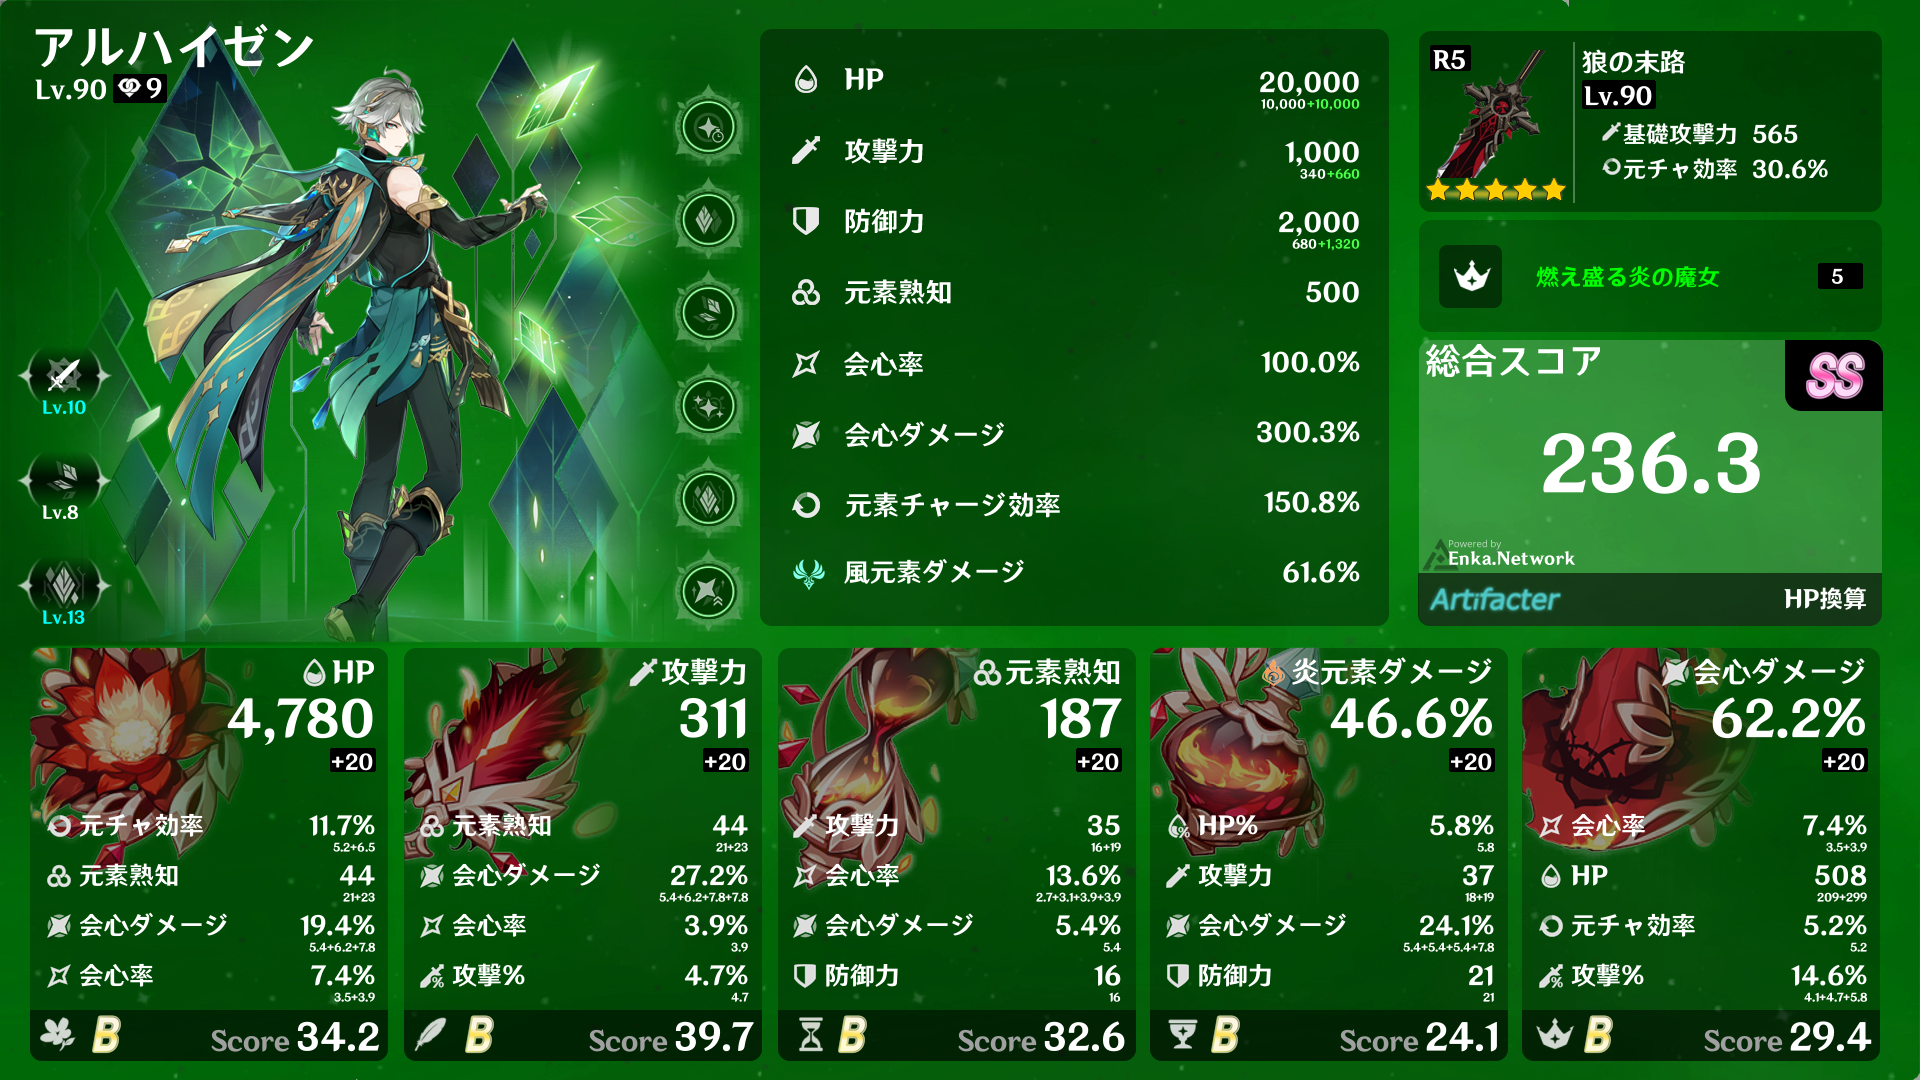 アルハイゼン
Lv.90 9
Lv.10
Lv.8
Lv.13
HP 20,000
10,000+10,000
攻撃力 1,000
340+660
防御力 2,000
680+1,320
元素熟知 500
会心率 100.0%
会心ダメージ 300.3%
元素チャージ効率 150.8%
風元素ダメージ 61.6%
R5
狼の末路
Lv.90
基礎攻撃力 565
元チャ効率 30.6%
燃え盛る炎の魔女 5
総合スコア
SS
236.3
Powered by
Enka.Network
Artifacter
HP換算
HP
4,780
+20
元チャ効率 11.7%
5.2+6.5
元素熟知 44
21+23
会心ダメージ 19.4%
5.4+6.2+7.8
会心率 7.4%
3.5+3.9
B Score 34.2
攻撃力
311
+20
元素熟知 44
21+23
会心ダメージ 27.2%
5.4+6.2+7.8+7.8
会心率 3.9%
3.9
攻撃% 4.7%
4.7
B Score 39.7
元素熟知
187
+20
攻撃力 35
16+19
会心率 13.6%
2.7+3.1+3.9+3.9
会心ダメージ 5.4%
5.4
防御力 16
16
B Score 32.6
炎元素ダメージ
46.6%
+20
HP% 5.8%
5.8
攻撃力 37
18+19
会心ダメージ 24.1%
5.4+5.4+5.4+7.8
防御力 21
21
B Score 24.1
会心ダメージ
62.2%
+20
会心率 7.4%
3.5+3.9
HP 508
209+299
元チャ効率 5.2%
5.2
攻撃% 14.6%
4.1+4.7+5.8
B Score 29.4